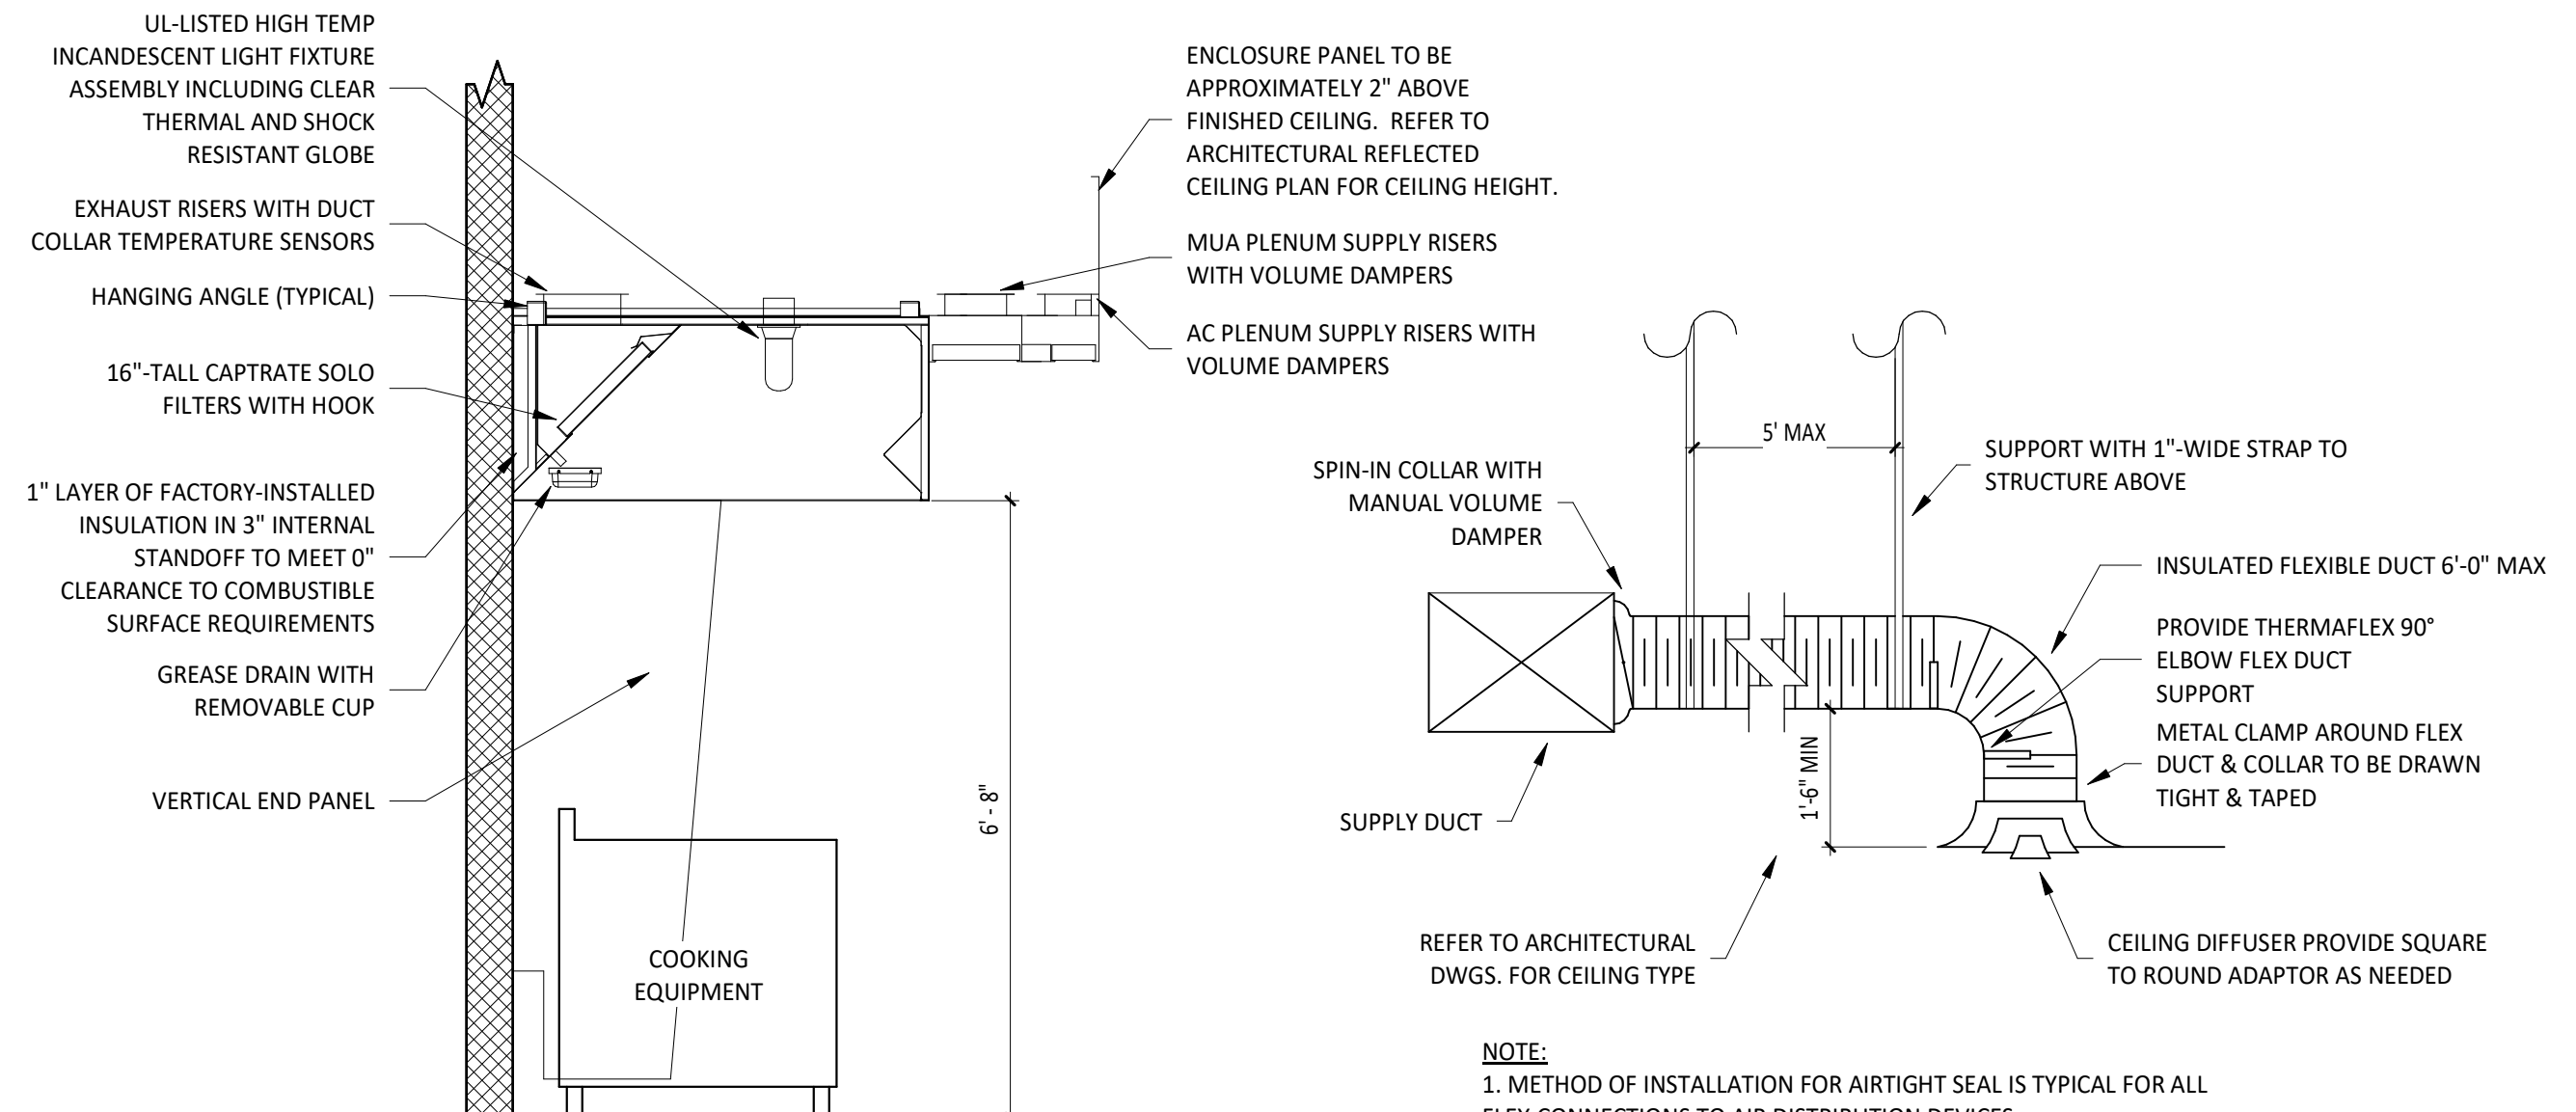 UL-LISTED HIGH TEMP
INCANDESCENT LIGHT FIXTURE
ASSEMBLY INCLUDING CLEAR
THERMAL AND SHOCK
RESISTANT GLOBE
EXHAUST RISERS WITH DUCT
COLLAR TEMPERATURE SENSORS
HANGING ANGLE (TYPICAL)
16"-TALL CAPTRATE SOLO
FILTERS WITH HOOK
1" LAYER OF FACTORY-INSTALLED
INSULATION IN 3" INTERNAL
STANDOFF TO MEET 0"
CLEARANCE TO COMBUSTIBLE
SURFACE REQUIREMENTS
GREASE DRAIN WITH
REMOVABLE CUP
VERTICAL END PANEL
COOKING
EQUIPMENT
6' - 8"
ENCLOSURE PANEL TO BE
APPROXIMATELY 2" ABOVE
FINISHED CEILING. REFER TO
ARCHITECTURAL REFLECTED
CEILING PLAN FOR CEILING HEIGHT.
MUA PLENUM SUPPLY RISERS
WITH VOLUME DAMPERS
AC PLENUM SUPPLY RISERS WITH
VOLUME DAMPERS
5' MAX
SPIN-IN COLLAR WITH
MANUAL VOLUME
DAMPER
SUPPORT WITH 1"-WIDE STRAP TO
STRUCTURE ABOVE
INSULATED FLEXIBLE DUCT 6'-0" MAX
PROVIDE THERMAFLEX 90°
ELBOW FLEX DUCT
SUPPORT
METAL CLAMP AROUND FLEX
DUCT & COLLAR TO BE DRAWN
TIGHT & TAPED
1'-6" MIN
SUPPLY DUCT
REFER TO ARCHITECTURAL
DWGS. FOR CEILING TYPE
CEILING DIFFUSER PROVIDE SQUARE
TO ROUND ADAPTOR AS NEEDED
NOTE:
1. METHOD OF INSTALLATION FOR AIRTIGHT SEAL IS TYPICAL FOR ALL
FLEX CONNECTIONS TO AIR DISTRIBUTION DEVICES